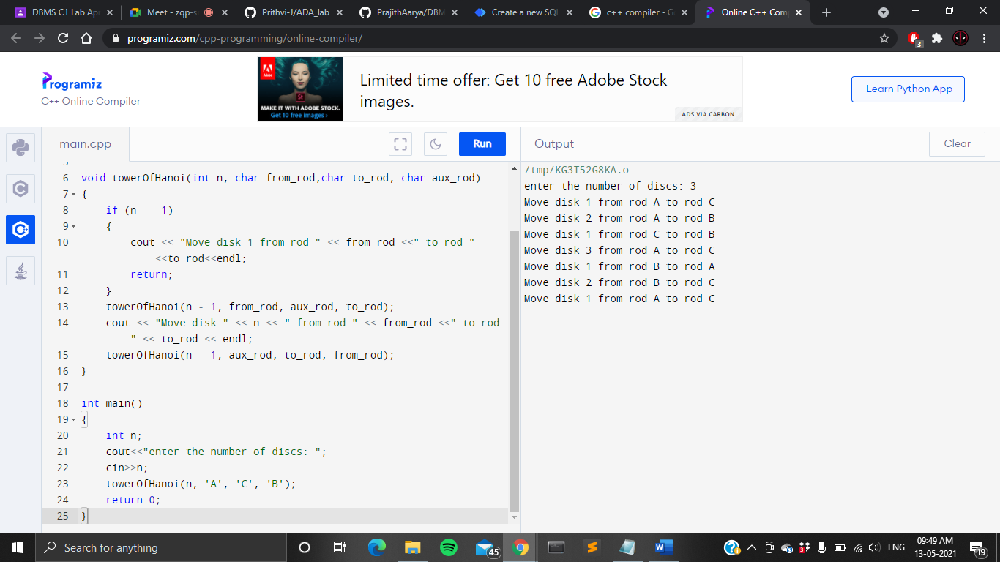 DBMS C1 Lab Ap
Meet - zqp-s
Prithvi-J/ADA_lab
PrajithAarya/DBM
Create a new SQL
c++ compiler - G
Online C++ Com
programiz.com/cpp-programming/online-compiler/
3
Programiz
C++ Online Compiler
Adobe
St
MAKE IT WITH ADOBE STOCK.
Get 10 free images ›
Limited time offer: Get 10 free Adobe Stock
images.
ADS VIA CARBON
Learn Python App
main.cpp
Run
5
6 void towerOfHanoi(int n, char from_rod,char to_rod, char aux_rod)
7 {
8 if (n == 1)
9 {
10 cout << "Move disk 1 from rod " << from_rod <<" to rod "
<<to_rod<<endl;
11 return;
12 }
13 towerOfHanoi(n - 1, from_rod, aux_rod, to_rod);
14 cout << "Move disk " << n << " from rod " << from_rod <<" to rod
" << to_rod << endl;
15 towerOfHanoi(n - 1, aux_rod, to_rod, from_rod);
16 }
17
18 int main()
19 {
20 int n;
21 cout<<"enter the number of discs: ";
22 cin>>n;
23 towerOfHanoi(n, 'A', 'C', 'B');
24 return 0;
25 }
Output
Clear
/tmp/KG3T52G8KA.o
enter the number of discs: 3
Move disk 1 from rod A to rod C
Move disk 2 from rod A to rod B
Move disk 1 from rod C to rod B
Move disk 3 from rod A to rod C
Move disk 1 from rod B to rod A
Move disk 2 from rod B to rod C
Move disk 1 from rod A to rod C
Search for anything
45
3
ENG
09:49 AM
13-05-2021
19